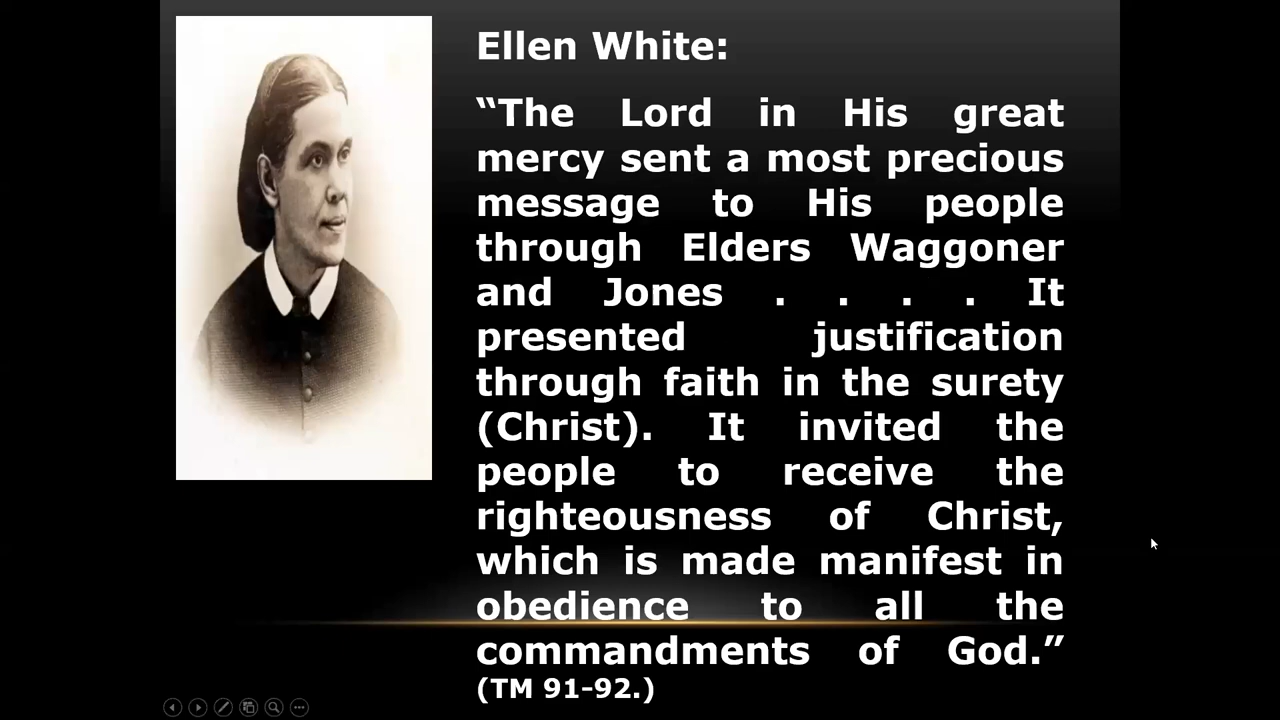 Ellen White:
“The Lord in His great
mercy sent a most precious
message to His people
through Elders Waggoner
and Jones . . . . It
presented justification
through faith in the surety
(Christ). It invited the
people to receive the
righteousness of Christ,
which is made manifest in
obedience to all the
commandments of God.”
(TM 91-92.)